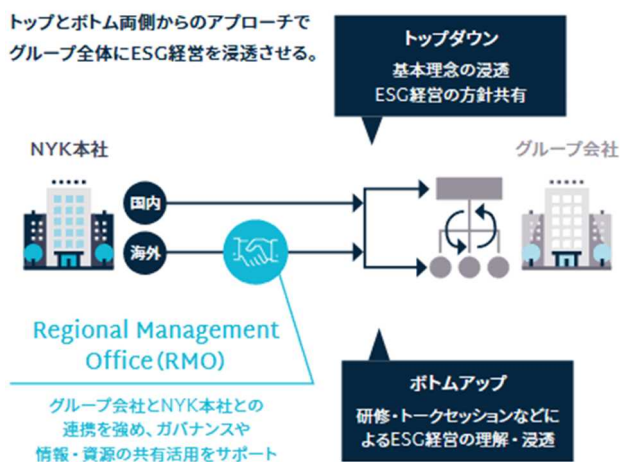 トップとボトム両側からのアプローチで
グループ全体にESG経営を浸透させる。
トップダウン
基本理念の浸透
ESG経営の方針共有
NYK本社
グループ会社
国内
海外
Regional Management
Office(RMO)
グループ会社とNYK本社との
連携を強め、ガバナンスや
情報・資源の共有活用をサポート
ボトムアップ
研修・トークセッションなどに
よるESG経営の理解・浸透